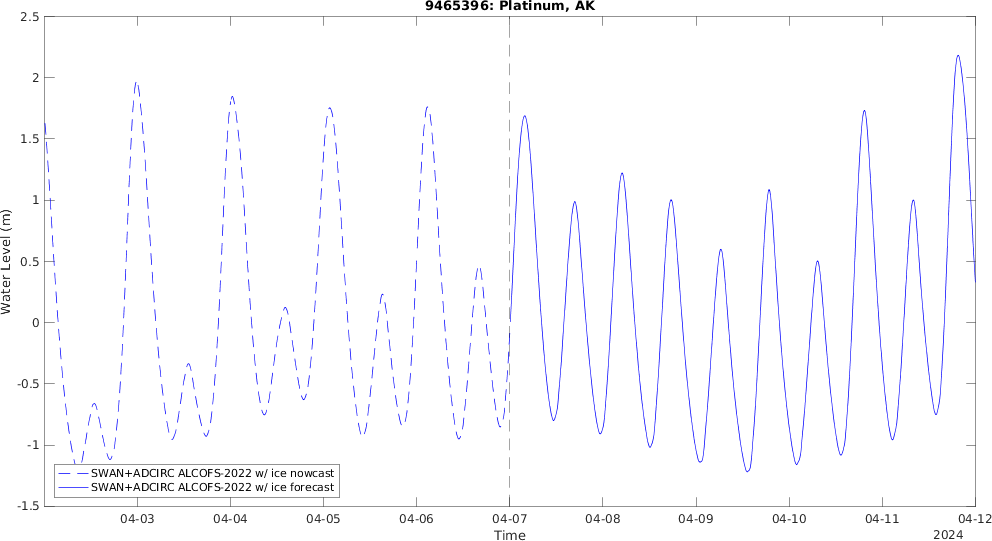 9465396: Platinum, AK
2.5
2
1.5
1
0.5
0
-0.5
-1
-1.5
Water Level (m)
SWAN+ADCIRC ALCOFS-2022 w/ ice nowcast
SWAN+ADCIRC ALCOFS-2022 w/ ice forecast
04-03 04-04 04-05 04-06 04-07 04-08 04-09 04-10 04-11 04-12
Time
2024